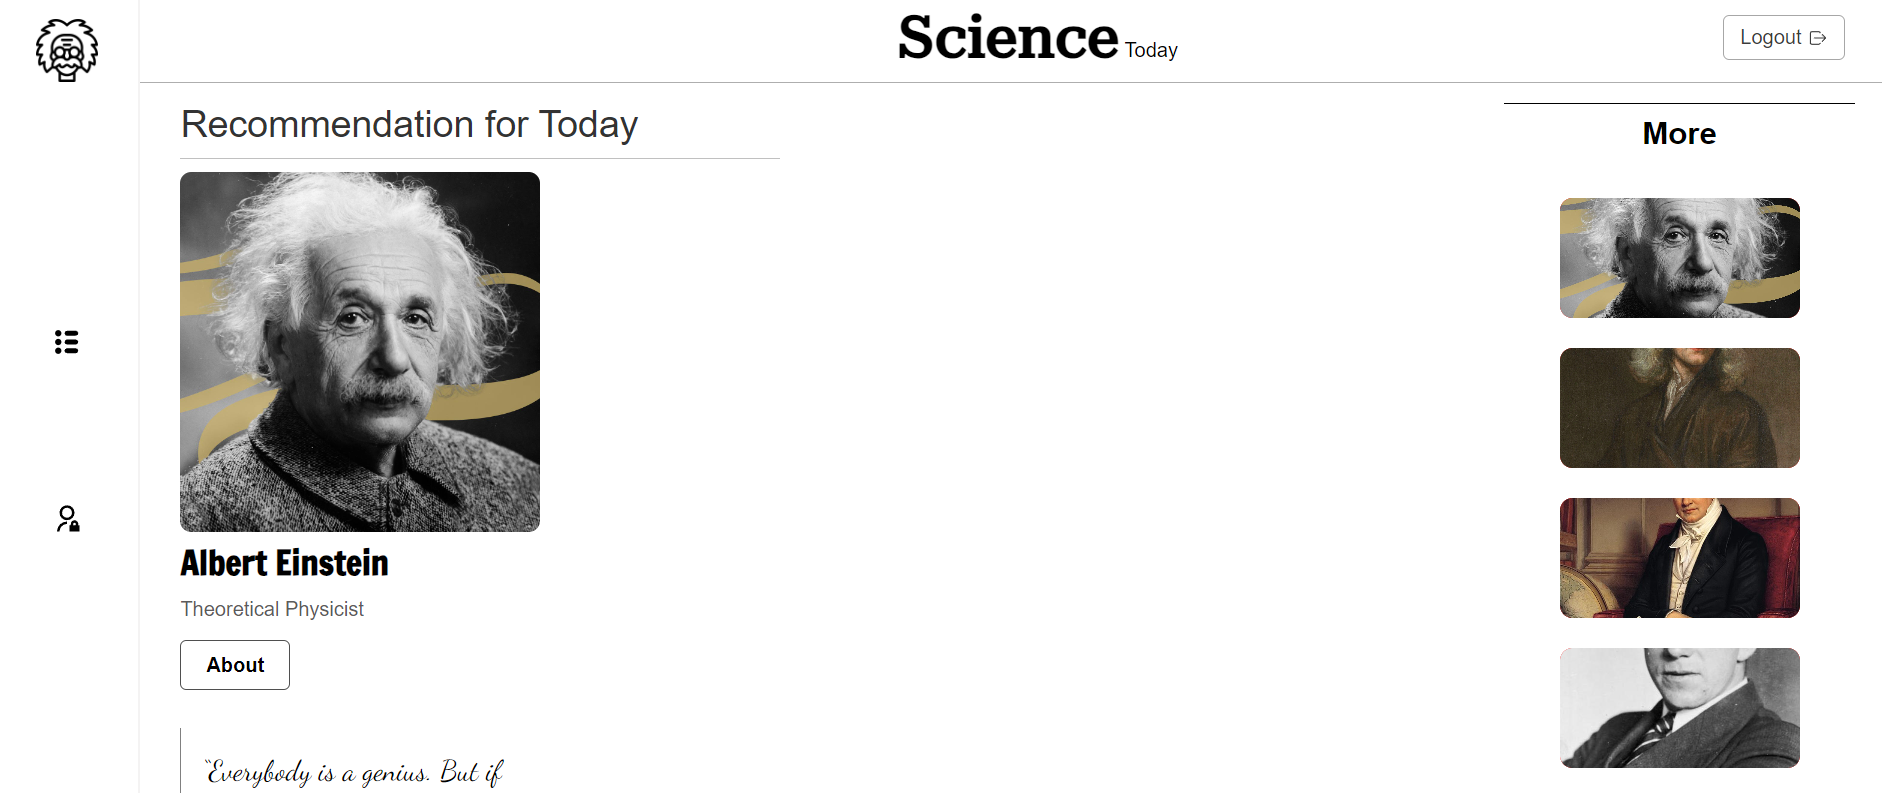 Science Today
Logout
Recommendation for Today
More
Albert Einstein
Theoretical Physicist
About
“Everybody is a genius. But if